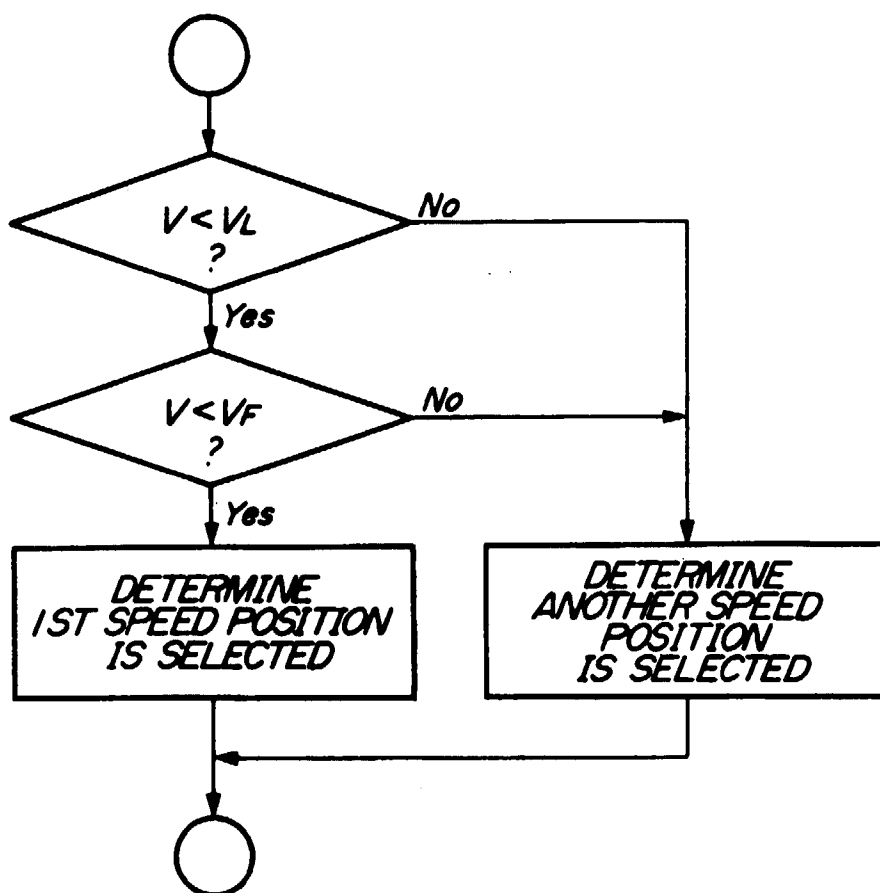 V < VL
?
No
Yes
V < VF
?
No
Yes
DETERMINE
1ST SPEED POSITION
IS SELECTED
DETERMINE
ANOTHER SPEED
POSITION
IS SELECTED